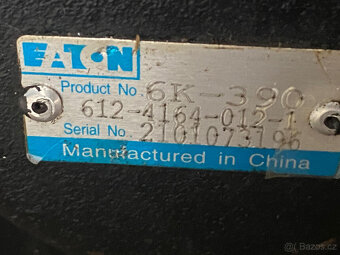 EATON
Product No 6K-390
612-4164-012-1
Serial No. 2101073196
Manufactured in China
© Bazos.cz